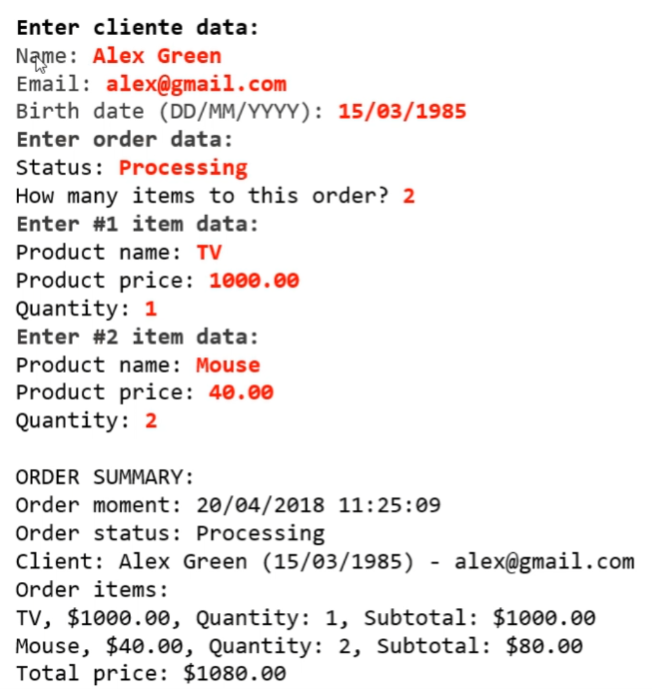 Enter cliente data:
Name: Alex Green
Email: alex@gmail.com
Birth date (DD/MM/YYYY): 15/03/1985
Enter order data:
Status: Processing
How many items to this order? 2
Enter #1 item data:
Product name: TV
Product price: 1000.00
Quantity: 1
Enter #2 item data:
Product name: Mouse
Product price: 40.00
Quantity: 2

ORDER SUMMARY:
Order moment: 20/04/2018 11:25:09
Order status: Processing
Client: Alex Green (15/03/1985) - alex@gmail.com
Order items:
TV, $1000.00, Quantity: 1, Subtotal: $1000.00
Mouse, $40.00, Quantity: 2, Subtotal: $80.00
Total price: $1080.00